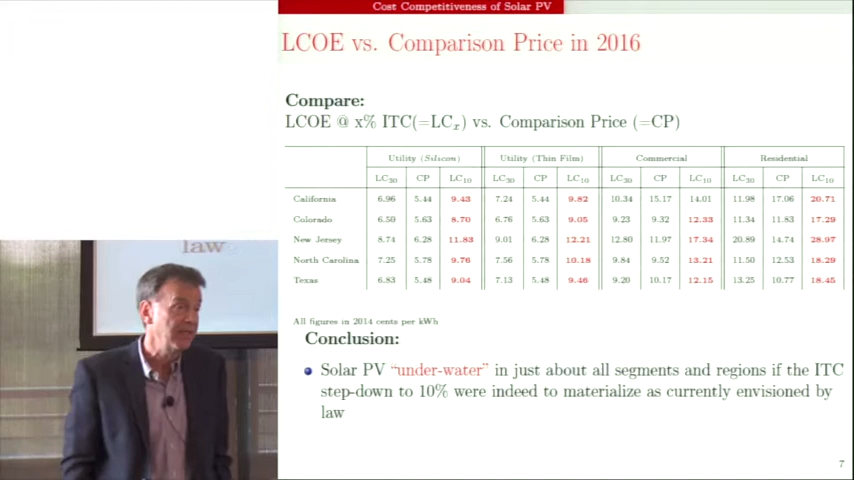 Cost Competitiveness of Solar PV
LCOE vs. Comparison Price in 2016
Compare:
LCOE @ x% ITC(=LCx) vs. Comparison Price (=CP)
Utility (Silicon) Utility (Thin Film) Commercial Residential
LC30 CP LC10 LC30 CP LC10 LC30 CP LC10 LC30 CP LC10
California 6.96 5.44 9.43 7.24 5.44 9.82 10.34 15.17 14.01 11.98 17.06 20.71
Colorado 6.50 5.63 8.70 6.76 5.63 9.05 9.23 9.32 12.33 11.34 11.83 17.29
New Jersey 8.74 6.28 11.83 9.01 6.28 12.21 12.80 11.97 17.34 20.89 14.74 28.97
North Carolina 7.25 5.78 9.76 7.56 5.78 10.18 9.84 9.52 13.21 11.50 12.53 18.29
Texas 6.83 5.48 9.04 7.13 5.48 9.46 9.20 10.17 12.15 13.25 10.77 18.45
All figures in 2014 cents per kWh
Conclusion:
Solar PV "under-water" in just about all segments and regions if the ITC
step-down to 10% were indeed to materialize as currently envisioned by
law
7
law